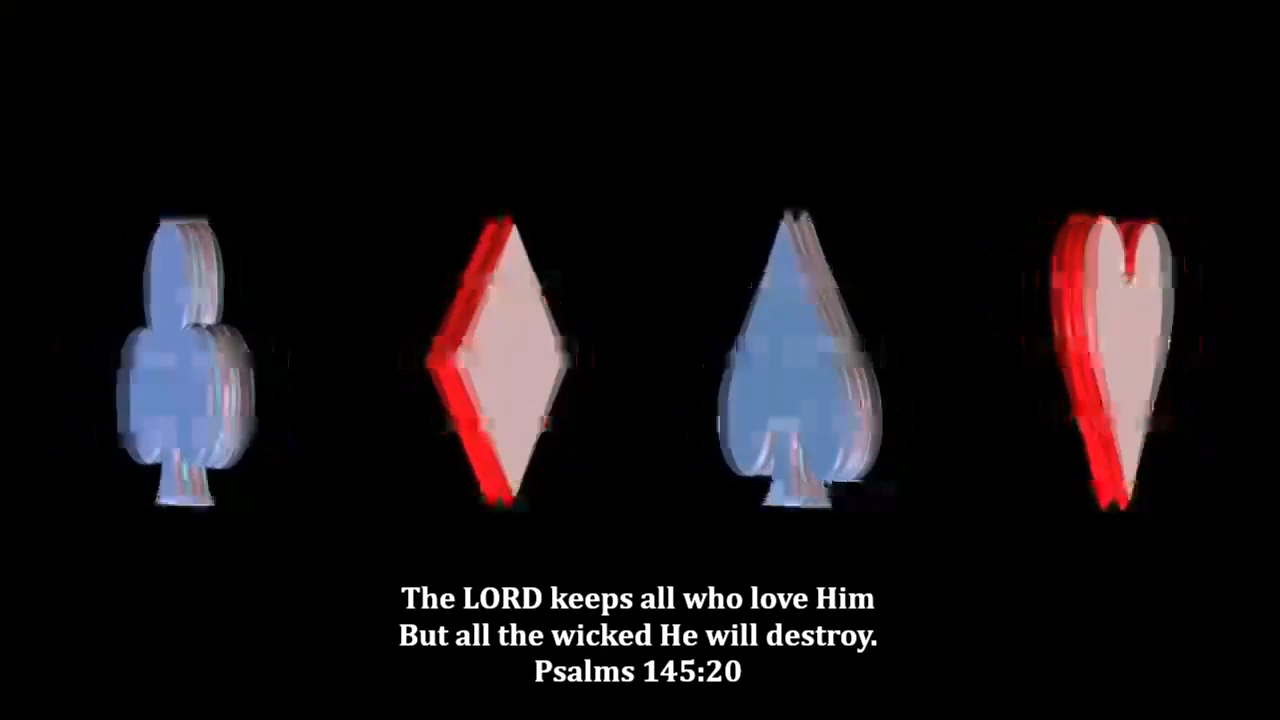 The LORD keeps all who love Him
But all the wicked He will destroy.
Psalms 145:20